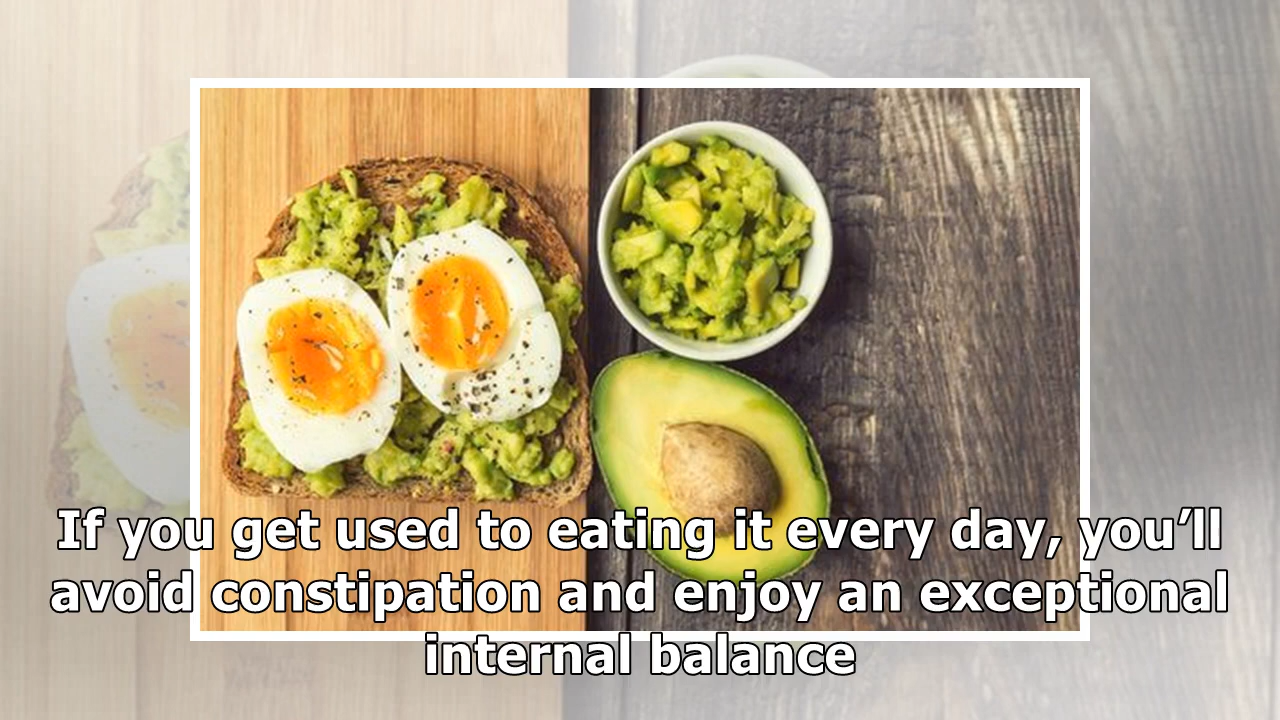 If you get used to eating it every day, you’ll
avoid constipation and enjoy an exceptional
internal balance